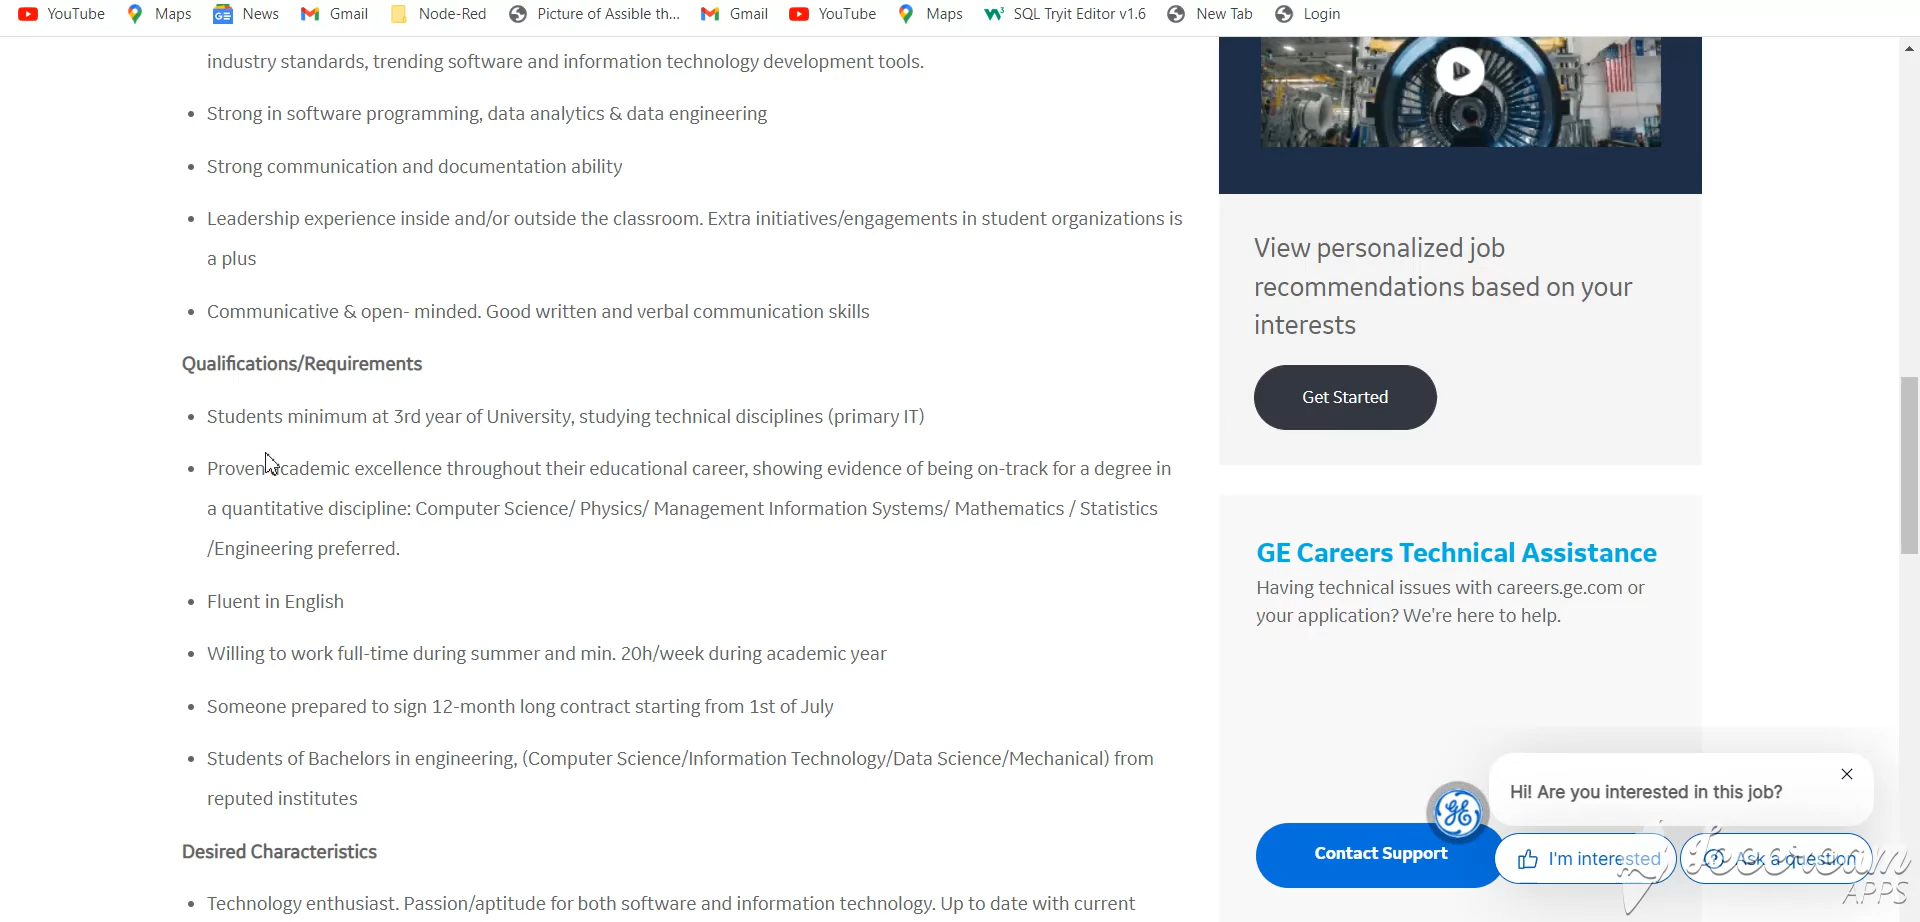 YouTube Maps News Gmail Node-Red Picture of Assible th... Gmail YouTube Maps SQL Tryit Editor v1.6 New Tab Login
industry standards, trending software and information technology development tools.
Strong in software programming, data analytics & data engineering
Strong communication and documentation ability
Leadership experience inside and/or outside the classroom. Extra initiatives/engagements in student organizations is
a plus
Communicative & open- minded. Good written and verbal communication skills
Qualifications/Requirements
Students minimum at 3rd year of University, studying technical disciplines (primary IT)
Proven academic excellence throughout their educational career, showing evidence of being on-track for a degree in
a quantitative discipline: Computer Science/ Physics/ Management Information Systems/ Mathematics / Statistics
/Engineering preferred.
Fluent in English
Willing to work full-time during summer and min. 20h/week during academic year
Someone prepared to sign 12-month long contract starting from 1st of July
Students of Bachelors in engineering, (Computer Science/Information Technology/Data Science/Mechanical) from
reputed institutes
Desired Characteristics
Technology enthusiast. Passion/aptitude for both software and information technology. Up to date with current
View personalized job
recommendations based on your
interests
Get Started
GE Careers Technical Assistance
Having technical issues with careers.ge.com or
your application? We're here to help.
Contact Support
Hi! Are you interested in this job?
I'm interested
Ask a question
Icecream
APPS